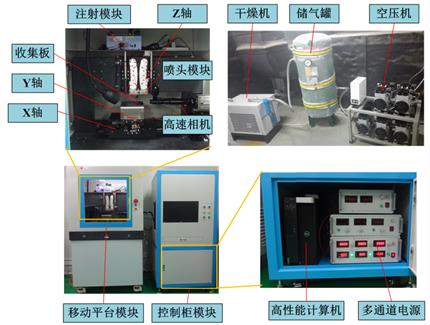 注射模块
Z轴
干燥机
储气罐
空压机
收集板
喷头模块
Y轴
X轴
高速相机
移动平台模块
控制柜模块
高性能计算机
多通道电源